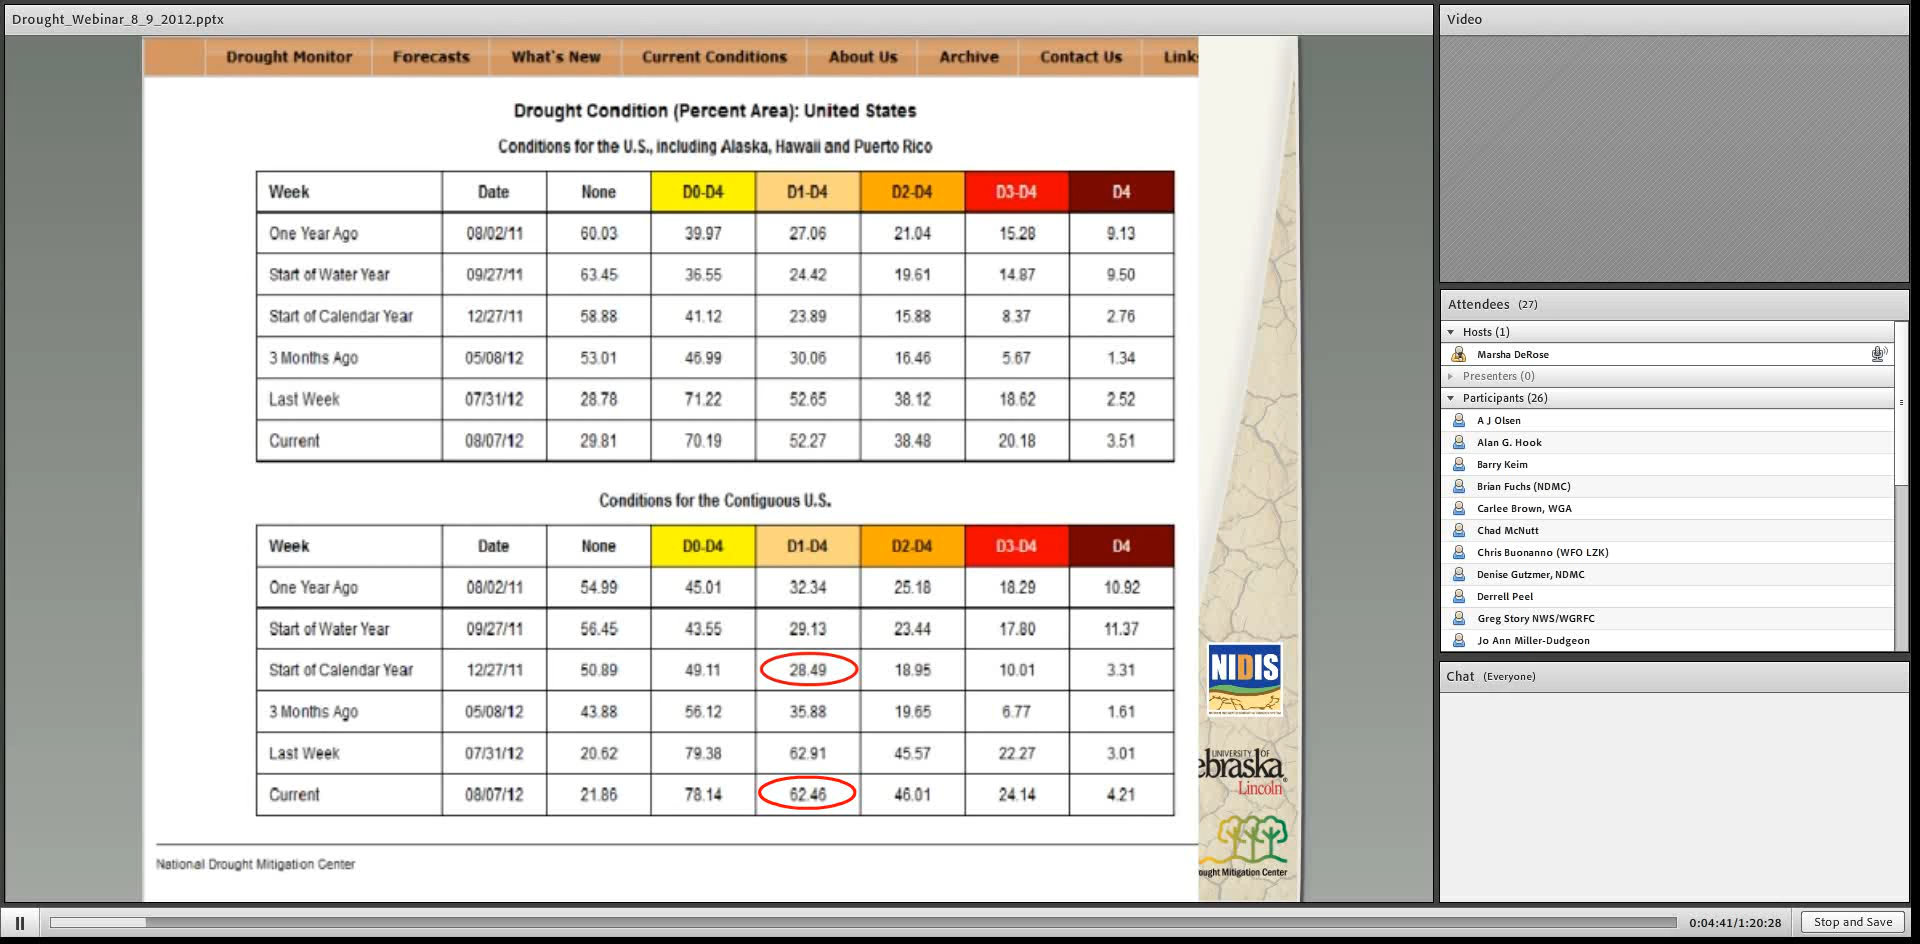 Drought_Webinar_8_9_2012.pptx
Drought Monitor Forecasts What's New Current Conditions About Us Archive Contact Us Links
Drought Condition (Percent Area): United States
Conditions for the U.S., including Alaska, Hawaii and Puerto Rico
Week Date None D0-D4 D1-D4 D2-D4 D3-D4 D4
One Year Ago 08/02/11 60.03 39.97 27.06 21.04 15.28 9.13
Start of Water Year 09/27/11 63.45 36.55 24.42 19.61 14.87 9.50
Start of Calendar Year 12/27/11 58.88 41.12 23.89 15.88 8.37 2.76
3 Months Ago 05/08/12 53.01 46.99 30.06 16.46 5.67 1.34
Last Week 07/31/12 28.78 71.22 52.65 38.12 18.62 2.52
Current 08/07/12 29.81 70.19 52.27 38.48 20.18 3.51
Conditions for the Contiguous U.S.
Week Date None D0-D4 D1-D4 D2-D4 D3-D4 D4
One Year Ago 08/02/11 54.99 45.01 32.34 25.18 18.29 10.92
Start of Water Year 09/27/11 56.45 43.55 29.13 23.44 17.80 11.37
Start of Calendar Year 12/27/11 50.89 49.11 28.49 18.95 10.01 3.31
3 Months Ago 05/08/12 43.88 56.12 35.88 19.65 6.77 1.61
Last Week 07/31/12 20.62 79.38 62.91 45.57 22.27 3.01
Current 08/07/12 21.86 78.14 62.46 46.01 24.14 4.21
National Drought Mitigation Center
NIDIS
UNIVERSITY OF
ebraska
Lincoln
ought Mitigation Center
Video
Attendees (27)
Hosts (1)
Marsha DeRose
Presenters (0)
Participants (26)
A J Olsen
Alan G. Hook
Barry Keim
Brian Fuchs (NDMC)
Carlee Brown, WGA
Chad McNutt
Chris Buonanno (WFO LZK)
Denise Gutzmer, NDMC
Derrell Peel
Greg Story NWS/WGRFC
Jo Ann Miller-Dudgeon
Chat (Everyone)
0:04:41/1:20:28
Stop and Save